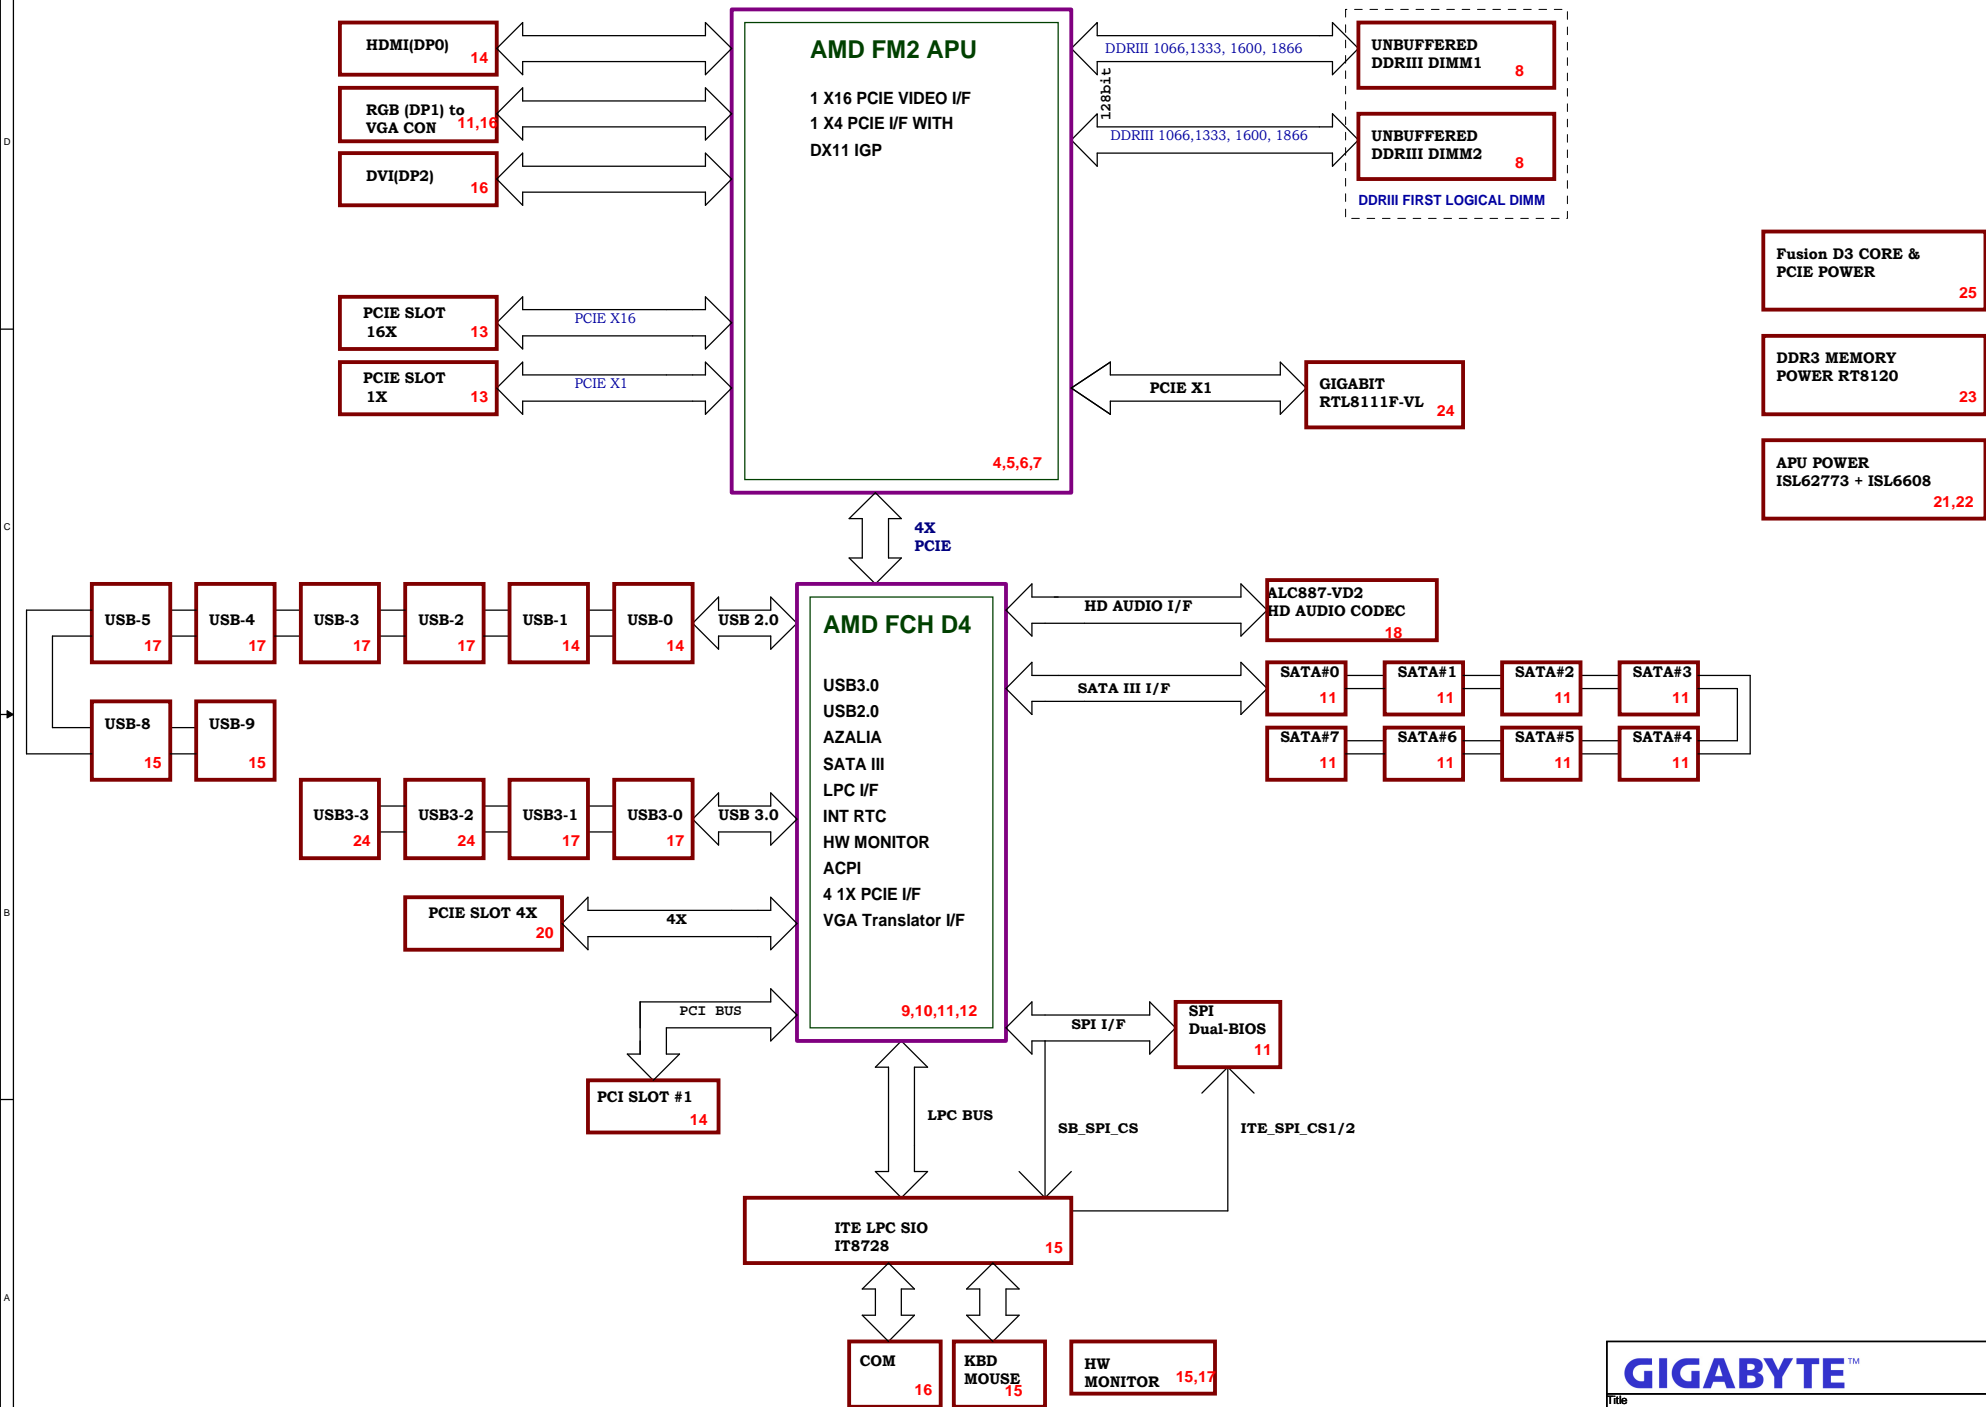 HDMI(DP0)
14
RGB (DP1) to
VGA CON
11,16
DVI(DP2)
16
PCIE SLOT
16X
13
PCIE X16
PCIE SLOT
1X
13
PCIE X1
AMD FM2 APU
1 X16 PCIE VIDEO I/F
1 X4 PCIE I/F WITH
DX11 IGP
4,5,6,7
DDRIII 1066,1333, 1600, 1866
128bit
DDRIII 1066,1333, 1600, 1866
UNBUFFERED
DDRIII DIMM1
8
UNBUFFERED
DDRIII DIMM2
8
DDRIII FIRST LOGICAL DIMM
PCIE X1
GIGABIT
RTL8111F-VL
24
Fusion D3 CORE &
PCIE POWER
25
DDR3 MEMORY
POWER RT8120
23
APU POWER
ISL62773 + ISL6608
21,22
4X
PCIE
D
C
B
A
USB-5
17
USB-4
17
USB-3
17
USB-2
17
USB-1
14
USB-0
14
USB 2.0
USB-8
15
USB-9
15
USB3-3
24
USB3-2
24
USB3-1
17
USB3-0
17
USB 3.0
PCIE SLOT 4X
20
4X
PCI BUS
PCI SLOT #1
14
AMD FCH D4
USB3.0
USB2.0
AZALIA
SATA III
LPC I/F
INT RTC
HW MONITOR
ACPI
4 1X PCIE I/F
VGA Translator I/F
9,10,11,12
HD AUDIO I/F
ALC887-VD2
HD AUDIO CODEC
18
SATA III I/F
SATA#0
11
SATA#1
11
SATA#2
11
SATA#3
11
SATA#7
11
SATA#6
11
SATA#5
11
SATA#4
11
SPI I/F
SPI
Dual-BIOS
11
LPC BUS
SB_SPI_CS
ITE_SPI_CS1/2
ITE LPC SIO
IT8728
15
COM
16
KBD
MOUSE
15
HW
MONITOR
15,17
GIGABYTE™
Title